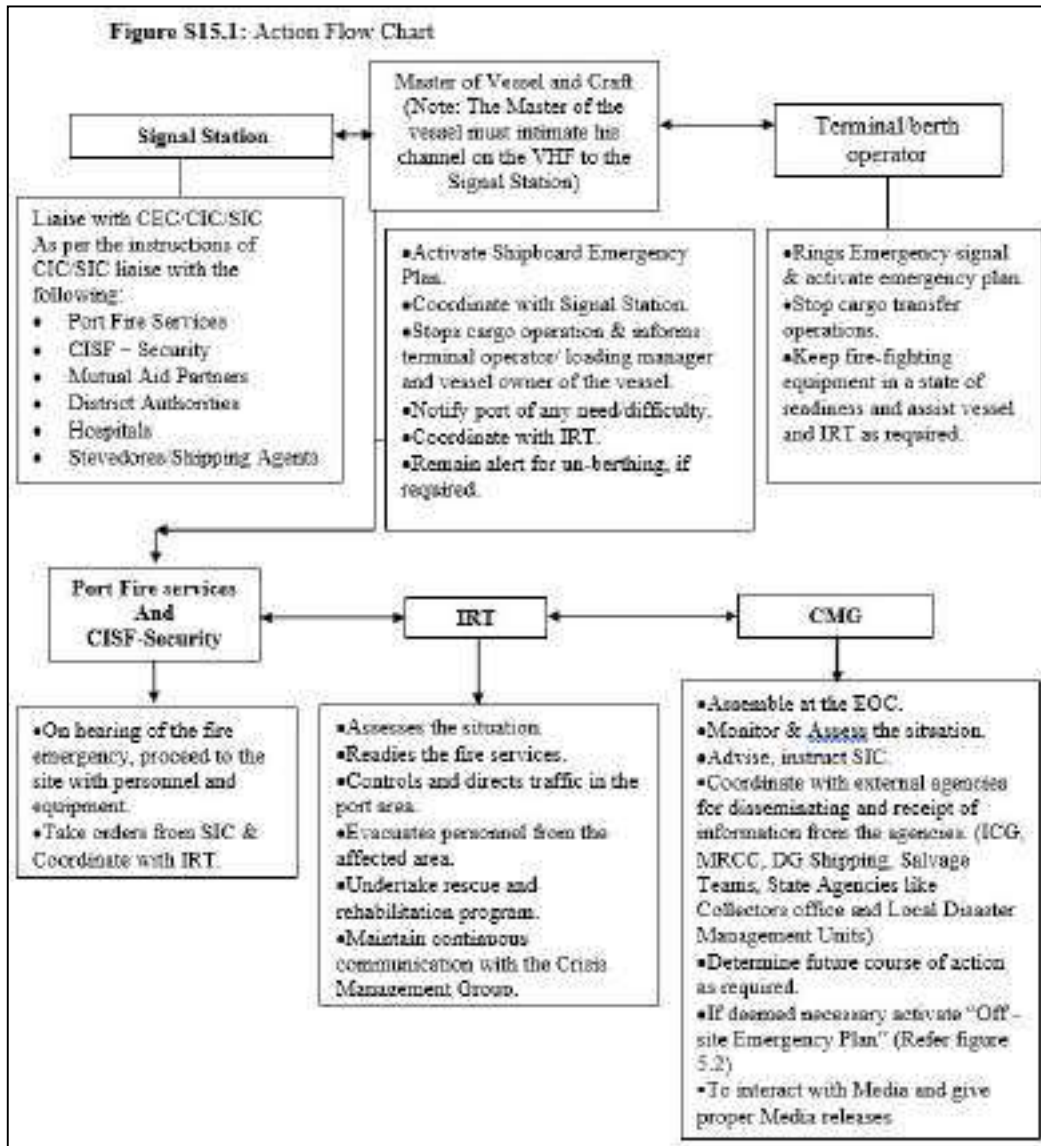 Figure S15.1: Action Flow Chart
Master of Vessel and Craft
(Note: The Master of the
vessel must intimate his
channel on the VHF to the
Signal Station)
Signal Station
Terminal/berth
operator
Liaise with CEC/CIC/SIC
As per the instructions of
CIC/SIC liaise with the
following:
• Port Fire Services
• CISF – Security
• Mutual Aid Partners
• District Authorities
• Hospitals
• Stevedores/Shipping Agents
•Activate Shipboard Emergency
Plan.
•Coordinate with Signal Station.
•Stops cargo operation & informs
terminal operator/ loading manager
and vessel owner of the vessel.
•Notify port of any need/difficulty.
•Coordinate with IRT.
•Remain alert for un-berthing, if
required.
•Rings Emergency signal
& activate emergency plan.
•Stop cargo transfer
operations.
•Keep fire-fighting
equipment in a state of
readiness and assist vessel
and IRT as required.
Port Fire services
And
CISF-Security
IRT
CMG
•On hearing of the fire
emergency, proceed to the
site with personnel and
equipment.
•Take orders from SIC &
Coordinate with IRT.
•Assesses the situation.
•Readies the fire services.
•Controls and directs traffic in the
port area.
•Evacuates personnel from the
affected area.
•Undertake rescue and
rehabilitation program.
•Maintain continuous
communication with the Crisis
Management Group.
•Assemble at the EOC.
•Monitor & Assess the situation.
•Advise, instruct SIC.
•Coordinate with external agencies
for disseminating and receipt of
information from the agencies. (ICG,
MRCC, DG Shipping, Salvage
Teams, State Agencies like
Collectors office and Local Disaster
Management Units)
•Determine future course of action
as required.
•If deemed necessary activate “Off-
site Emergency Plan” (Refer figure
5.2)
•To interact with Media and give
proper Media releases